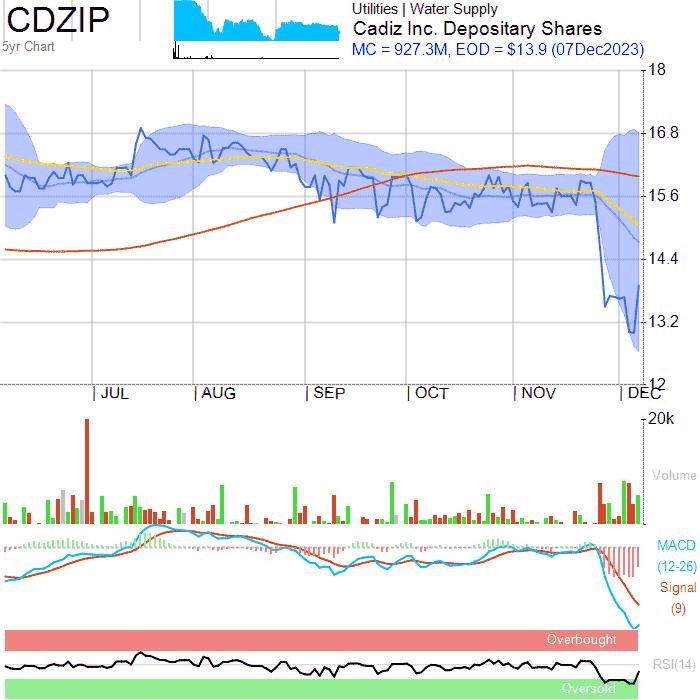 CDZIP
5yr Chart
Utilities | Water Supply
Cadiz Inc. Depositary Shares
MC = 927.3M, EOD = $13.9 (07Dec2023)
18
16.8
15.6
14.4
13.2
12
JUL AUG SEP OCT NOV DEC
20k
Volume
MACD
(12-26)
Signal
(9)
Overbought
RSI(14)
Oversold